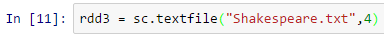 In [11]: rdd3 = sc.textfile("Shakespeare.txt",4)